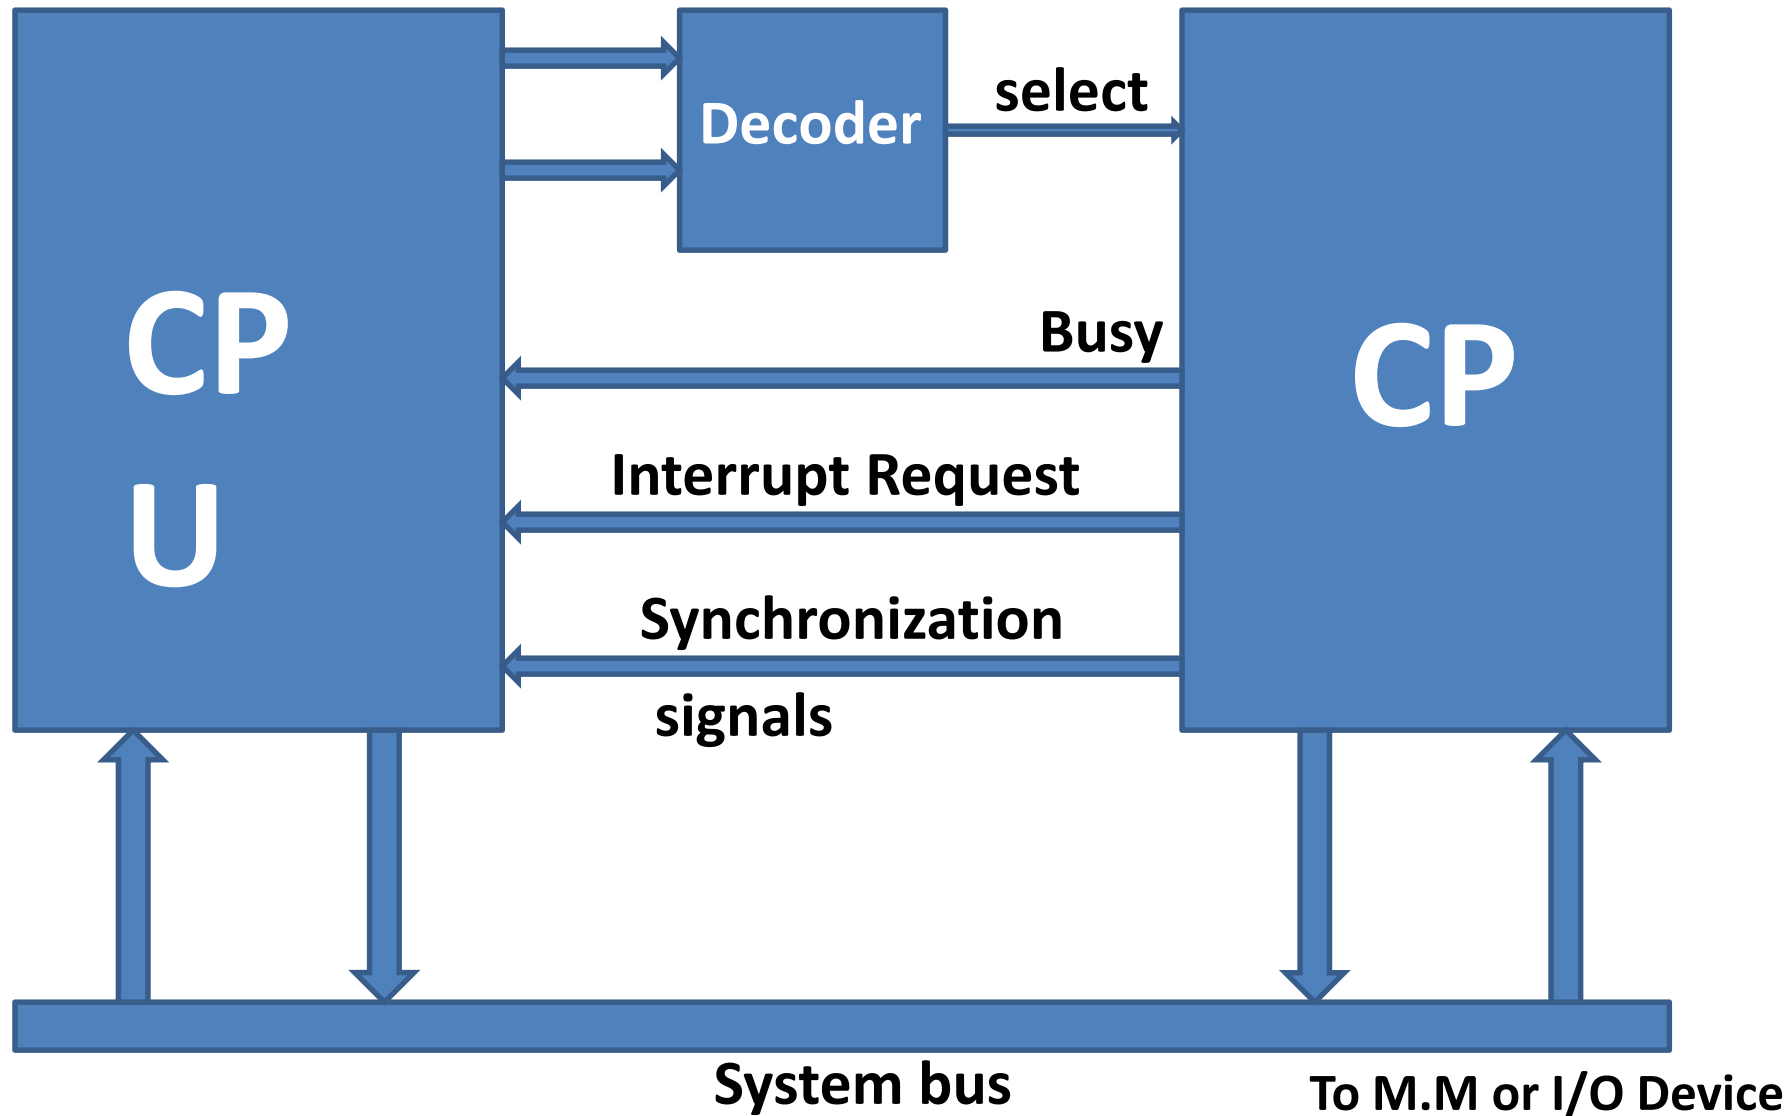 Decoder
select
CP
U
CP
Busy
Interrupt Request
Synchronization
signals
System bus
To M.M or I/O Device